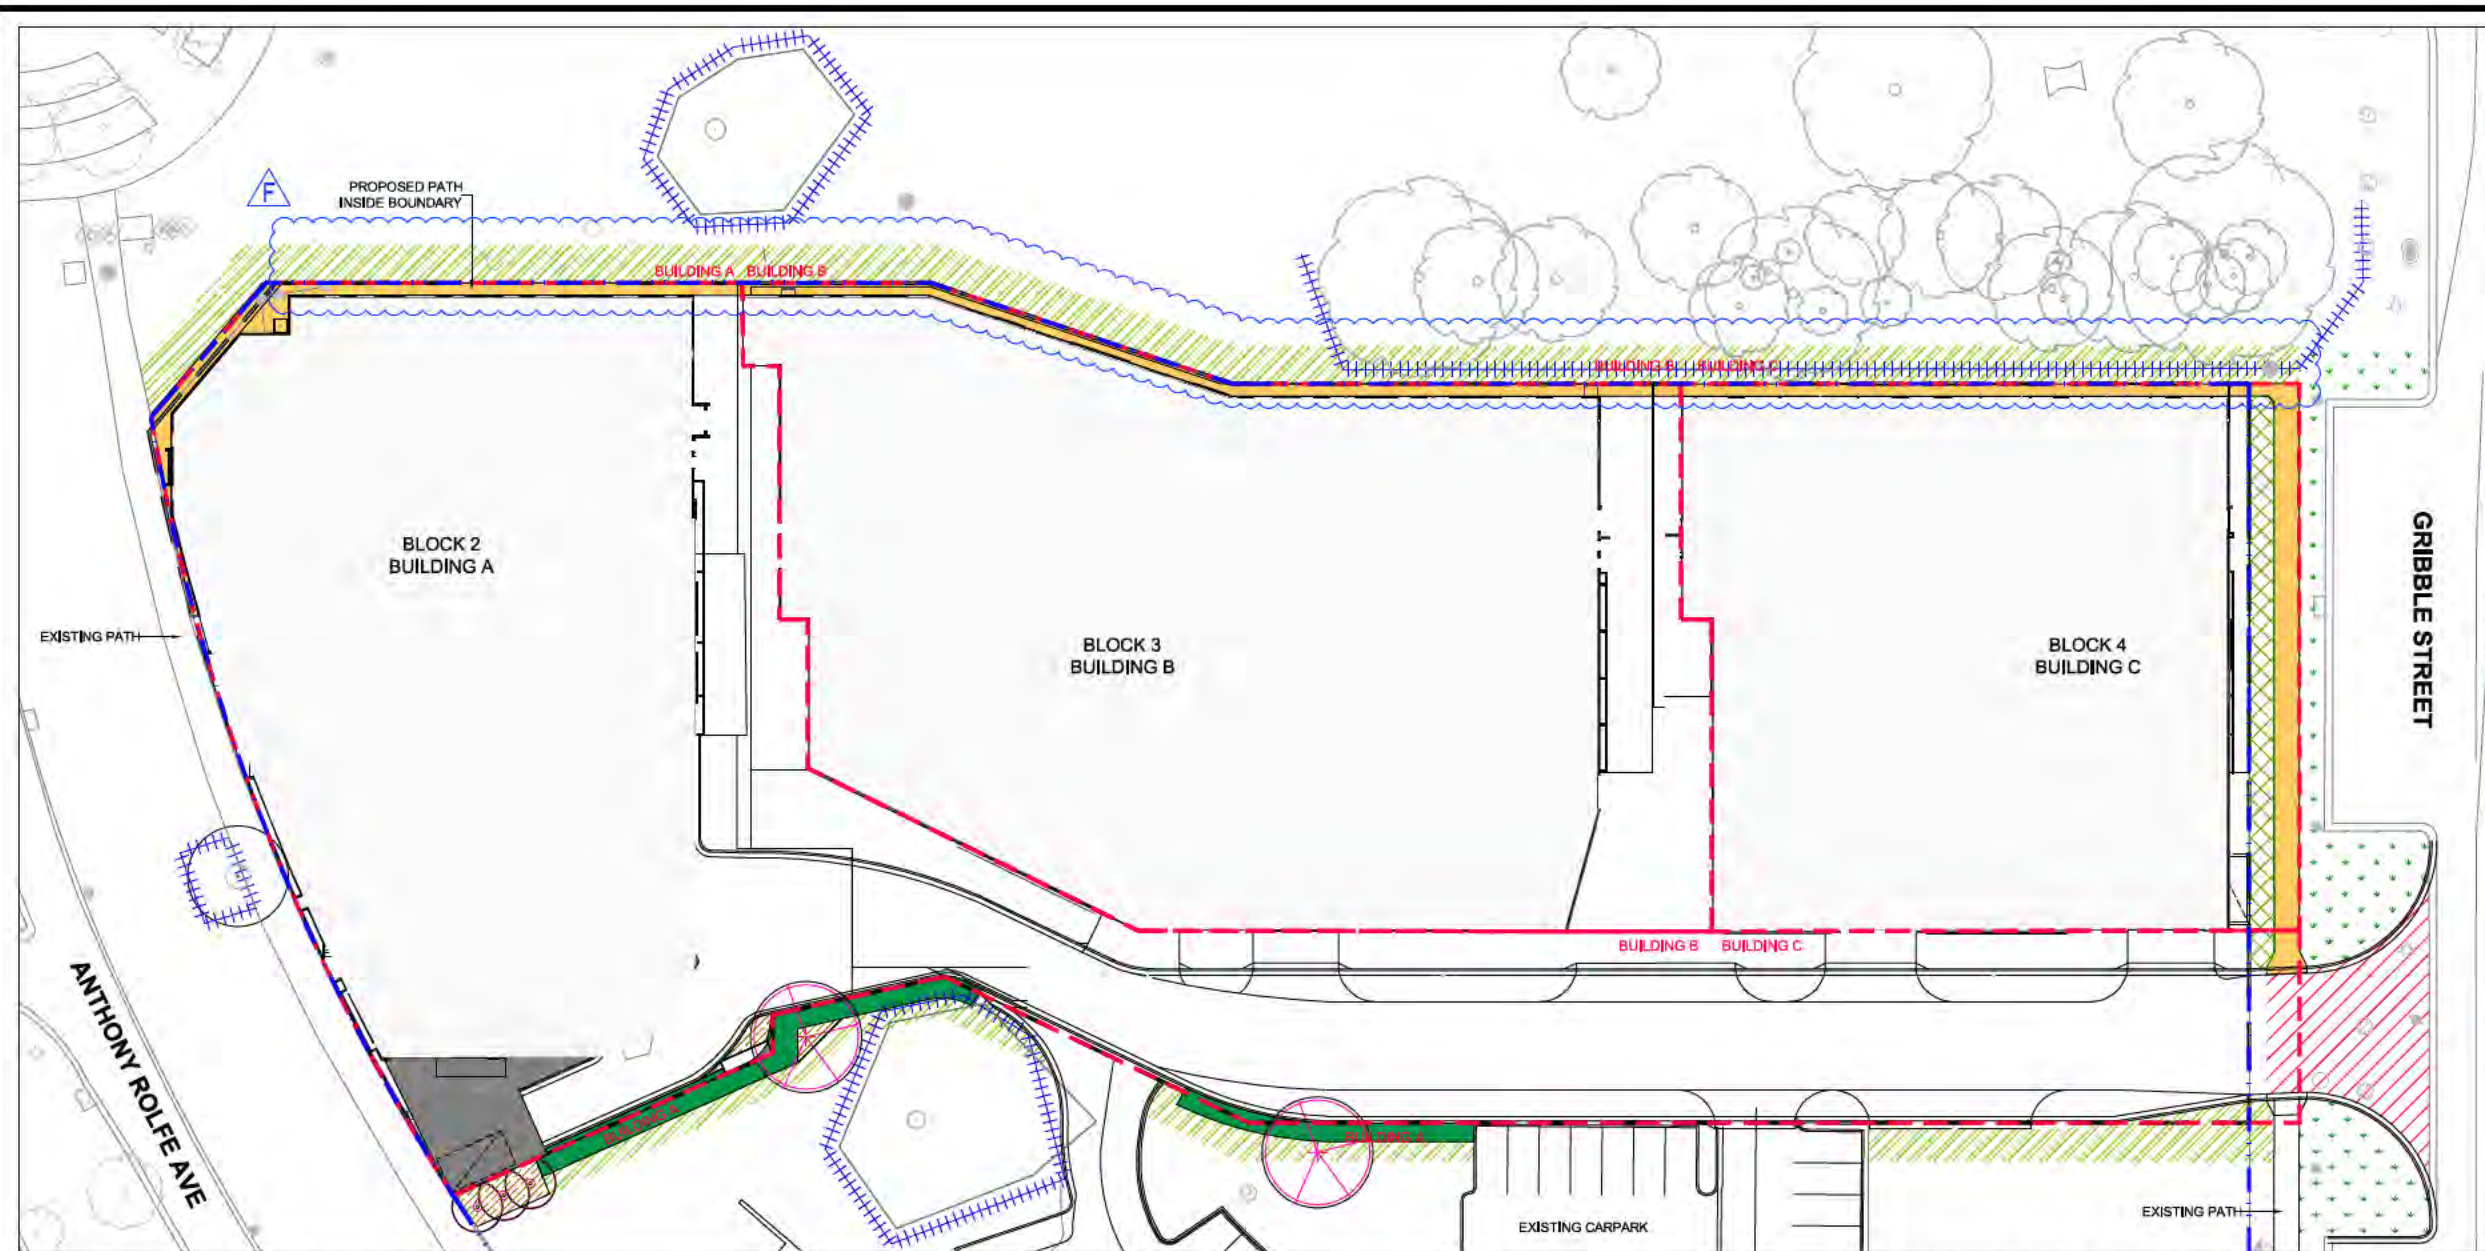 F
PROPOSED PATH
INSIDE BOUNDARY
BUILDING A
BUILDING B
BUILDING B
BUILDING C
BLOCK 2
BUILDING A
BLOCK 3
BUILDING B
BLOCK 4
BUILDING C
GRIBBLE STREET
EXISTING PATH
BUILDING B
BUILDING C
ANTHONY ROLFE AVE
BUILDING A
BUILDING A
EXISTING CARPARK
EXISTING PATH